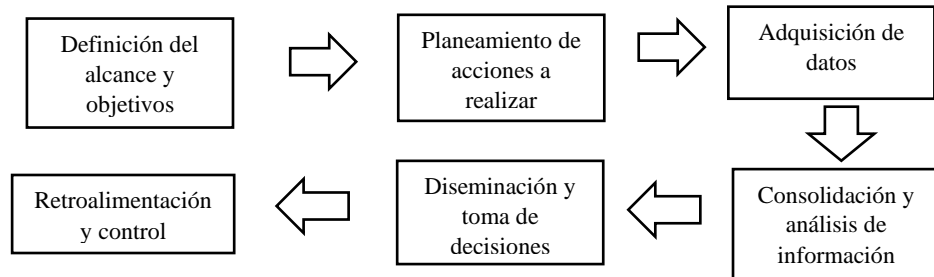 Definición del
alcance y
objetivos
Planeamiento de
acciones a
realizar
Adquisición de
datos
Consolidación y
análisis de
información
Diseminación y
toma de
decisiones
Retroalimentación
y control